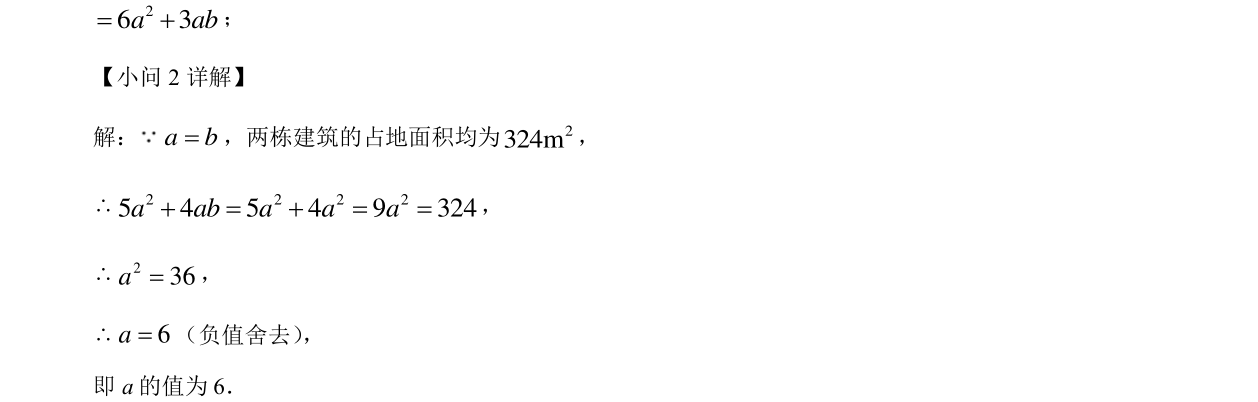 =6a²+3ab；
【小问 2 详解】
解：∵ a=b，两栋建筑的占地面积均为324m²，
∴ 5a²+4ab=5a²+4a²=9a²=324，
∴ a²=36，
∴ a=6（负值舍去），
即 a 的值为 6．